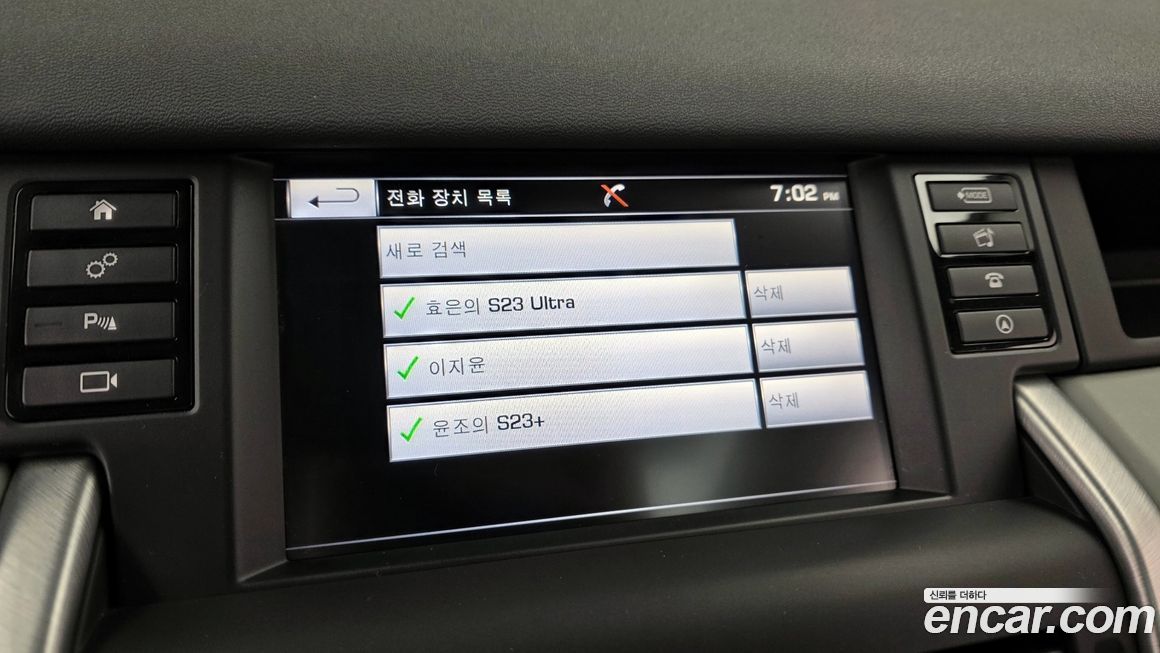 전화 장치 목록
7:02 PM
새로 검색
효은의 S23 Ultra
삭제
이지윤
삭제
윤조의 S23+
삭제
P
MODE
신뢰를 더하다
encar.com